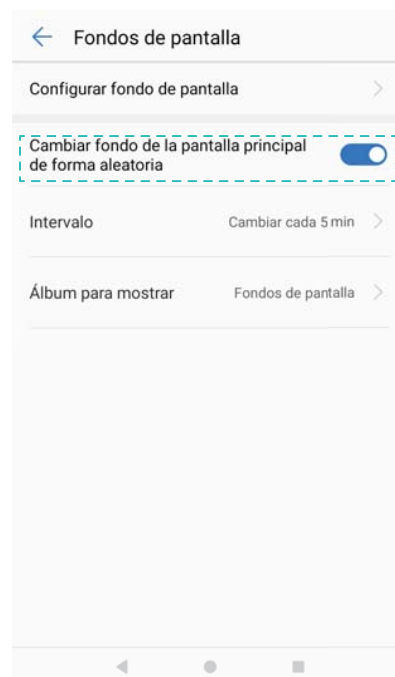 Fondos de pantalla
Configurar fondo de pantalla
Cambiar fondo de la pantalla principal
de forma aleatoria
Intervalo Cambiar cada 5 min
Álbum para mostrar Fondos de pantalla